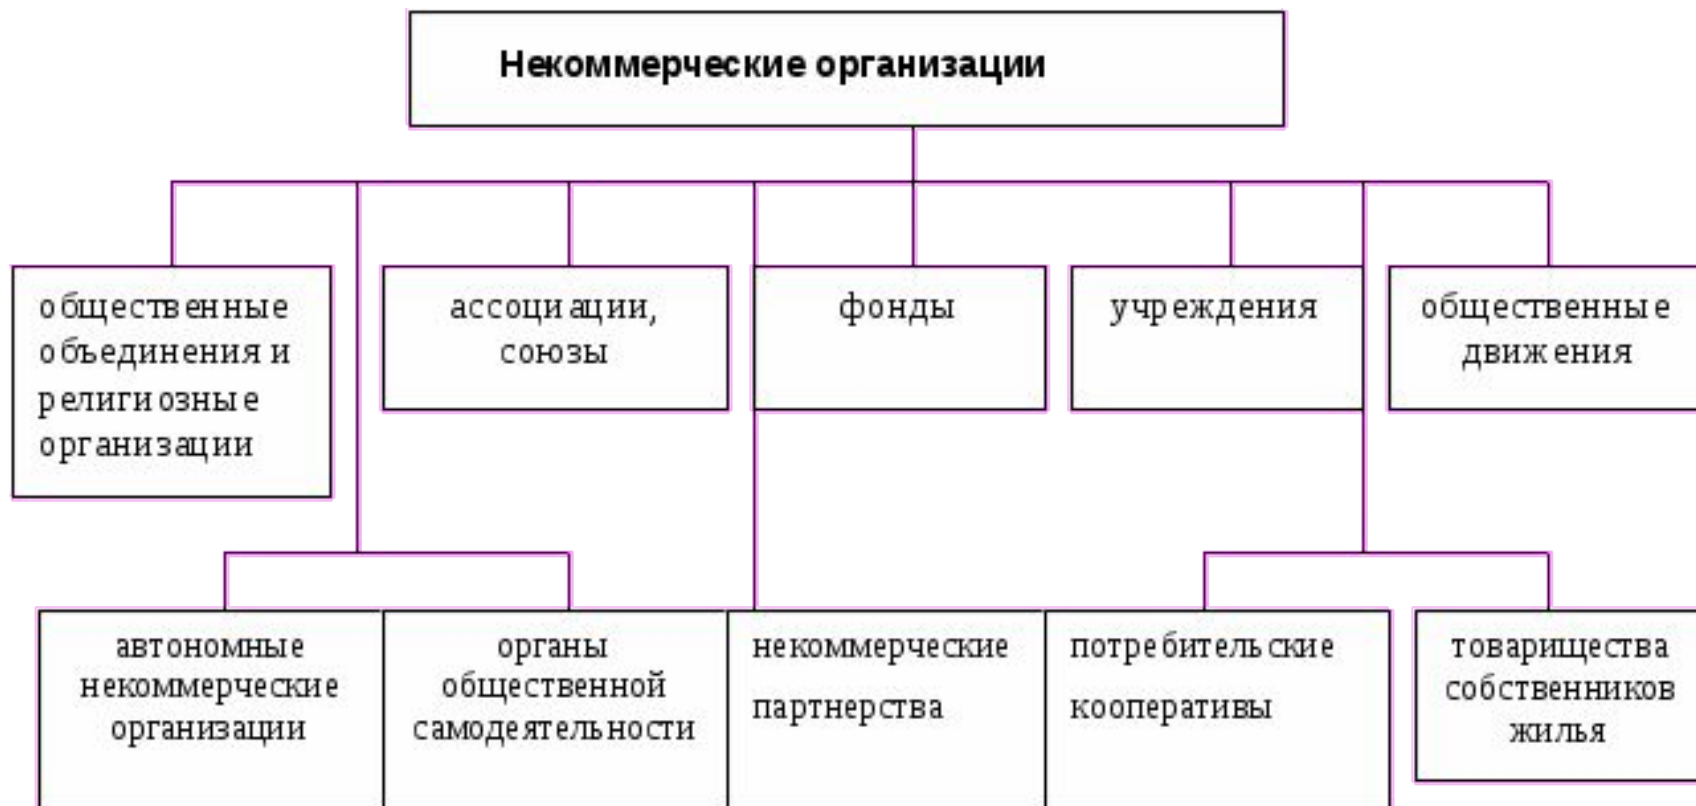 Некоммерческие организации
общественные
объединения и
религиозные
организации
ассоциации,
союзы
фонды
учреждения
общественные
движения
автономные
некоммерческие
организации
органы
общественной
самодеятельности
некоммерческие
партнерства
потребительские
кооперативы
товарищества
собственников
жилья